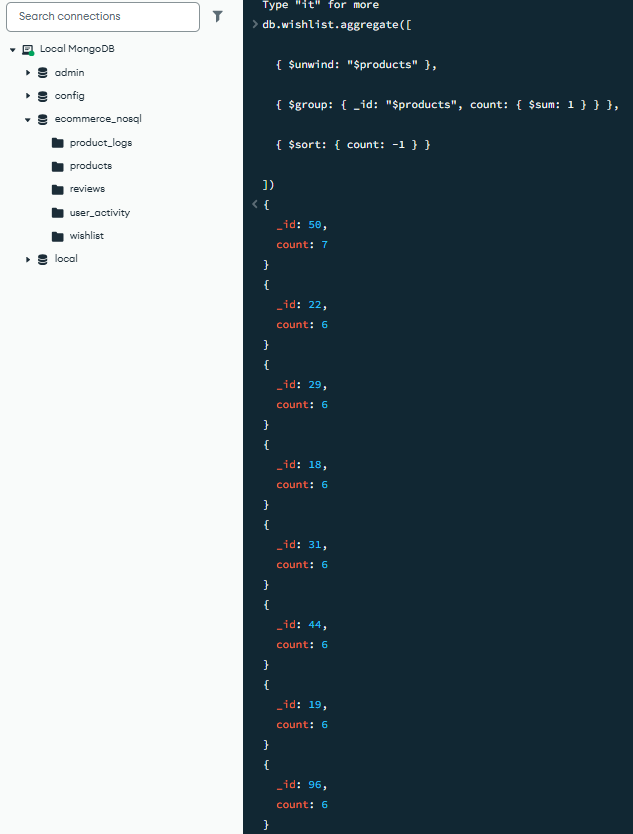 Search connections
Local MongoDB
admin
config
ecommerce_nosql
product_logs
products
reviews
user_activity
wishlist
local
Type "it" for more
> db.wishlist.aggregate([
{ $unwind: "$products" },
{ $group: { _id: "$products", count: { $sum: 1 } } },
{ $sort: { count: -1 } }
])
< {
_id: 50,
count: 7
}
{
_id: 22,
count: 6
}
{
_id: 29,
count: 6
}
{
_id: 18,
count: 6
}
{
_id: 31,
count: 6
}
{
_id: 44,
count: 6
}
{
_id: 19,
count: 6
}
{
_id: 96,
count: 6
}